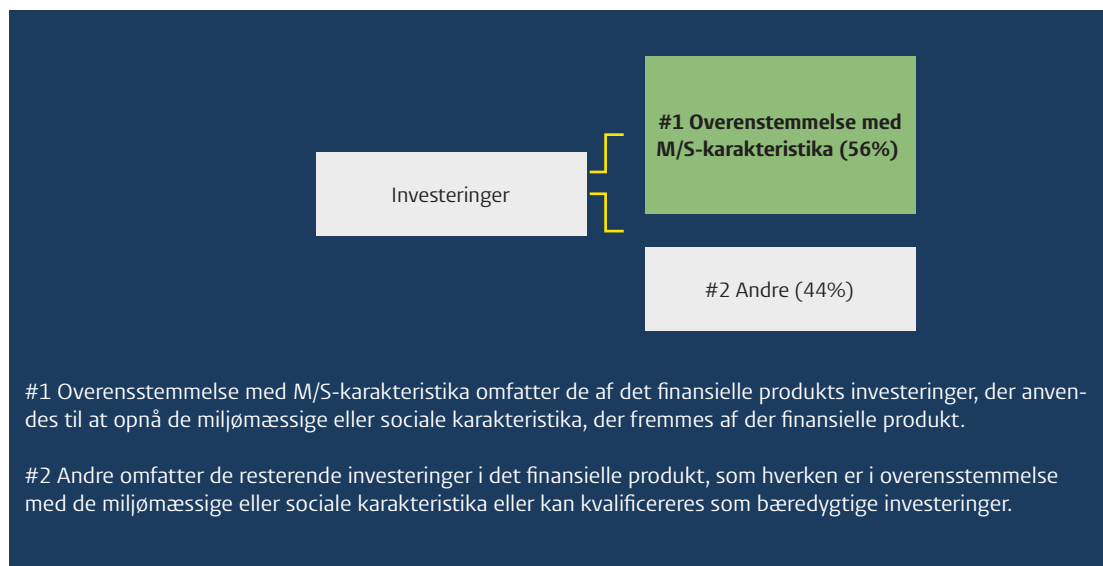 #1 Overenstemmelse med
M/S-karakteristika (56%)
Investeringer
#2 Andre (44%)
#1 Overensstemmelse med M/S-karakteristika omfatter de af det finansielle produkts investeringer, der anven-
des til at opnå de miljømæssige eller sociale karakteristika, der fremmes af der finansielle produkt.
#2 Andre omfatter de resterende investeringer i det finansielle produkt, som hverken er i overensstemmelse
med de miljømæssige eller sociale karakteristika eller kan kvalificereres som bæredygtige investeringer.